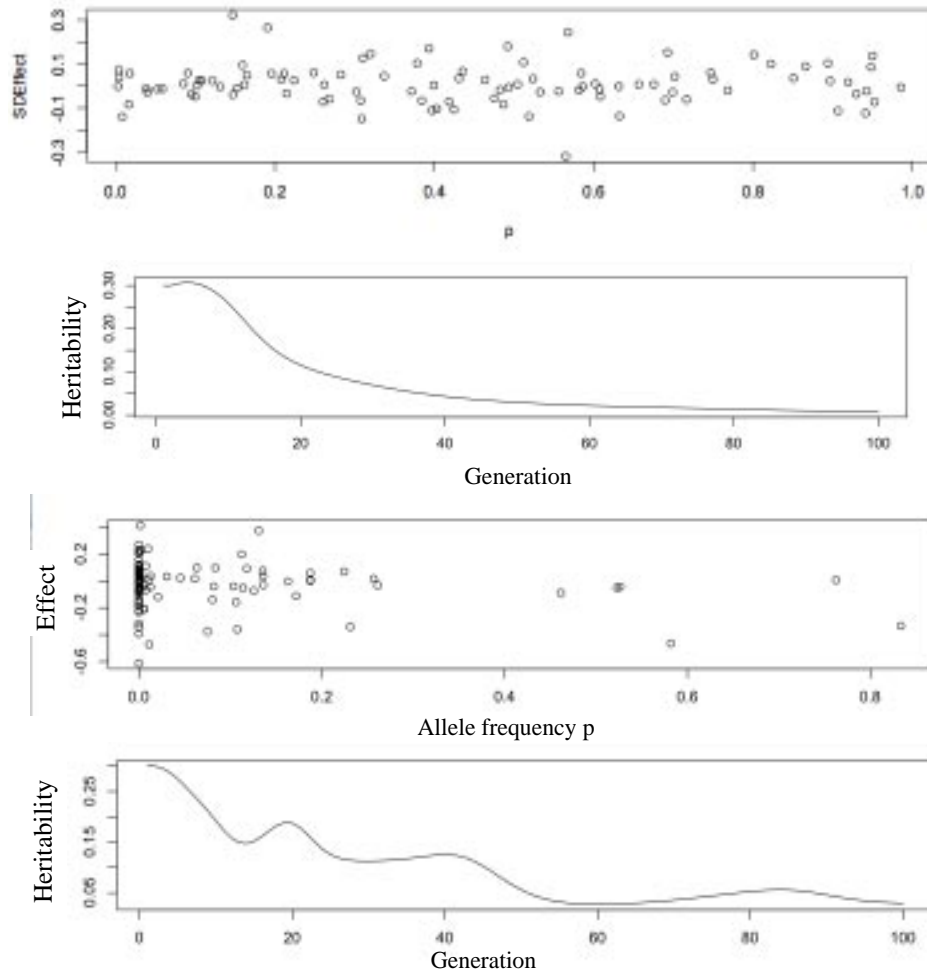 SDEffect
0.3
0.1
-0.1
-0.3
0.0 0.2 0.4 0.6 0.8 1.0
p
Heritability
0.30
0.20
0.10
0.00
0 20 40 60 80 100
Generation
Effect
0.2
-0.2
-0.6
0.0 0.2 0.4 0.6 0.8
Allele frequency p
Heritability
0.25
0.15
0.05
0 20 40 60 80 100
Generation